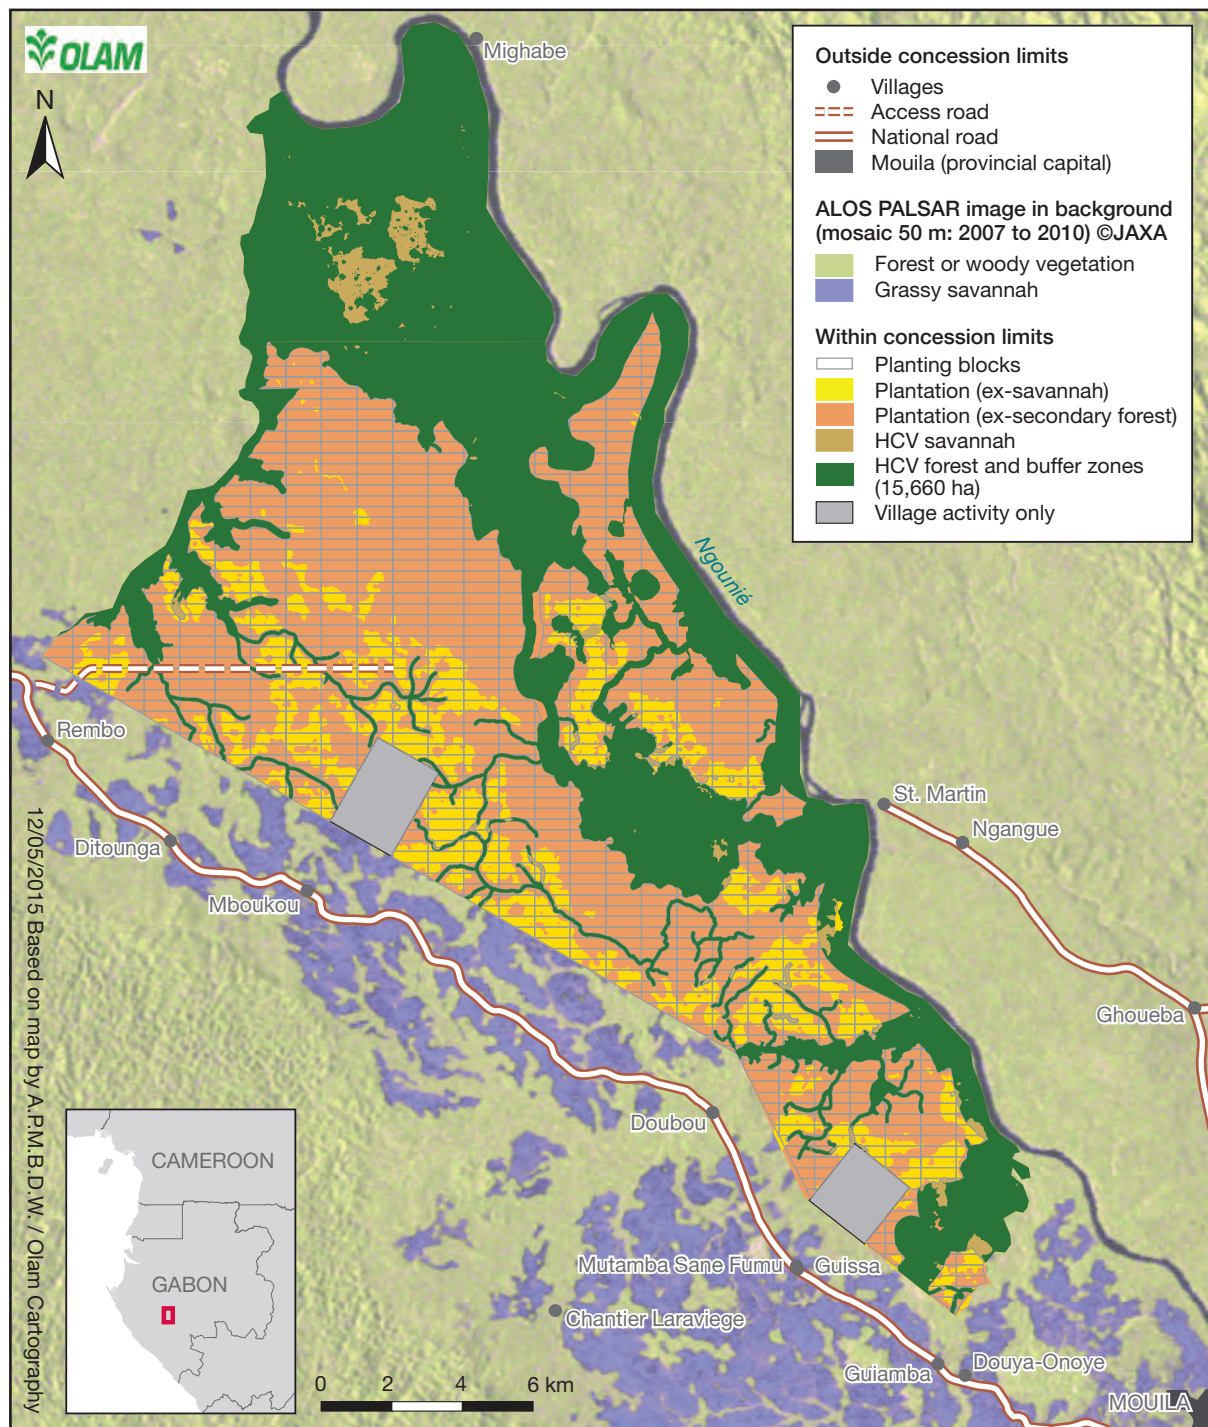 OLAM
N
Mighabe
Outside concession limits
Villages
Access road
National road
Mouila (provincial capital)
ALOS PALSAR image in background
(mosaic 50 m: 2007 to 2010) ©JAXA
Forest or woody vegetation
Grassy savannah
Within concession limits
Planting blocks
Plantation (ex-savannah)
Plantation (ex-secondary forest)
HCV savannah
HCV forest and buffer zones
(15,660 ha)
Village activity only
Ngounié
Rembo
Ditounga
Mboukou
St. Martin
Ngangue
Ghoueba
Doubou
Mutamba Sane Fumu
Guissa
Chantier Laraviege
Guiamba
Douya-Onoye
MOUILA
CAMEROON
GABON
0 2 4 6 km
12/05/2015 Based on map by A.P.M.B.D.W. / Olam Cartography